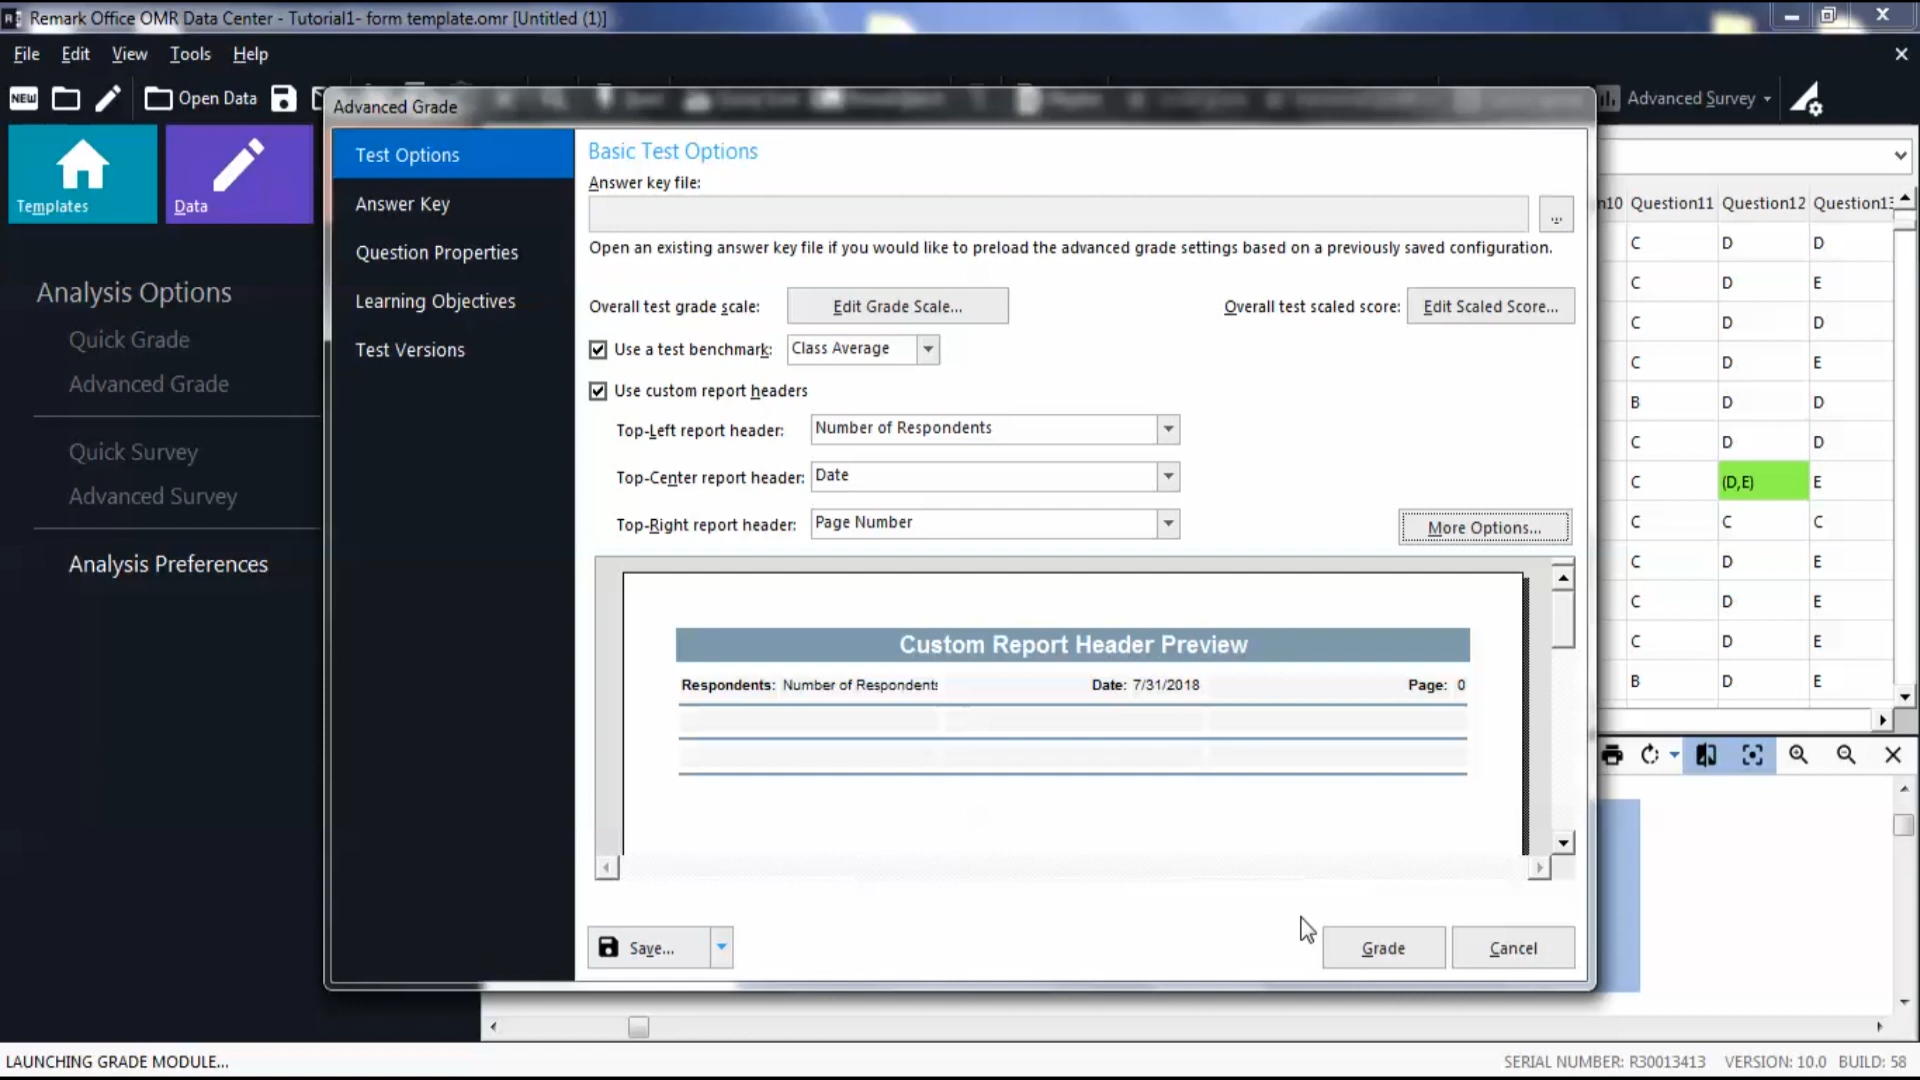 Remark Office OMR Data Center - Tutorial1- form template.omr [Untitled (1)]
File Edit View Tools Help
NEW Open Data Advanced Survey
Templates Data
Analysis Options
Quick Grade
Advanced Grade
Quick Survey
Advanced Survey
Analysis Preferences
Advanced Grade
Test Options
Answer Key
Question Properties
Learning Objectives
Test Versions
Basic Test Options
Answer key file:
...
Open an existing answer key file if you would like to preload the advanced grade settings based on a previously saved configuration.
Overall test grade scale: Edit Grade Scale... Overall test scaled score: Edit Scaled Score...
Use a test benchmark: Class Average
Use custom report headers
Top-Left report header: Number of Respondents
Top-Center report header: Date
Top-Right report header: Page Number
More Options...
Custom Report Header Preview
Respondents: Number of Respondents Date: 7/31/2018 Page: 0
Save... Grade Cancel
n10 Question11 Question12 Question13
C D D
C D E
C D D
C D E
B D D
C D D
C (D,E) E
C C C
C D E
C D E
C D E
B D E
LAUNCHING GRADE MODULE... SERIAL NUMBER: R30013413 VERSION: 10.0 BUILD: 58